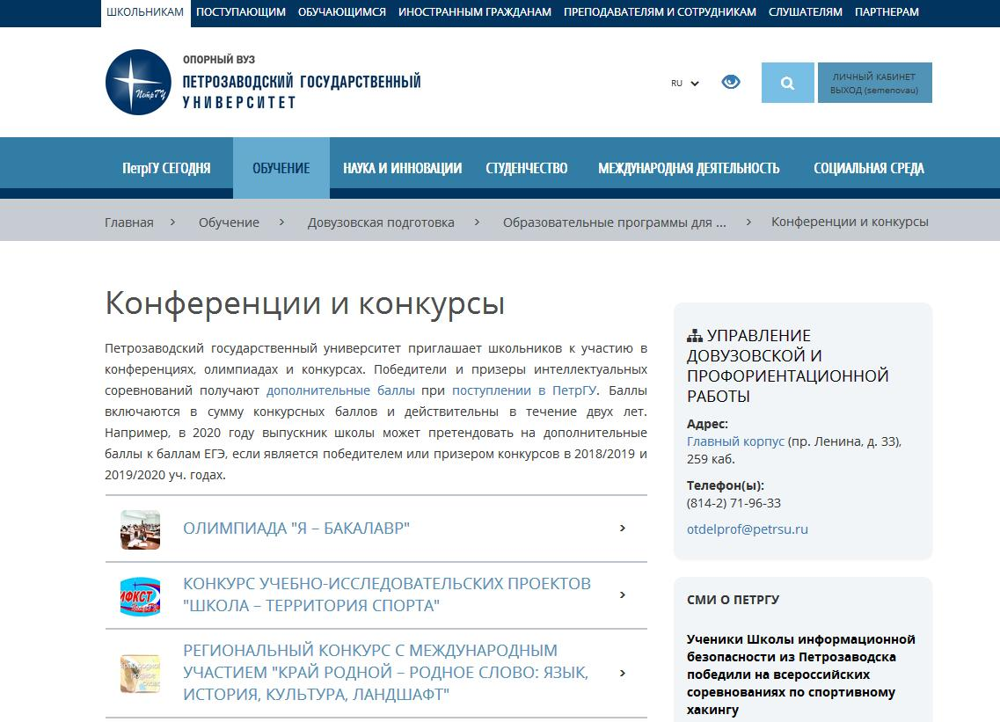 ШКОЛЬНИКАМ ПОСТУПАЮЩИМ ОБУЧАЮЩИМСЯ ИНОСТРАННЫМ ГРАЖДАНАМ ПРЕПОДАВАТЕЛЯМ И СОТРУДНИКАМ СЛУШАТЕЛЯМ ПАРТНЕРАМ
ПетрГУ
ОПОРНЫЙ ВУЗ
ПЕТРОЗАВОДСКИЙ ГОСУДАРСТВЕННЫЙ
УНИВЕРСИТЕТ
RU
ЛИЧНЫЙ КАБИНЕТ
ВЫХОД (semenovau)
ПетрГУ СЕГОДНЯ ОБУЧЕНИЕ НАУКА И ИННОВАЦИИ СТУДЕНЧЕСТВО МЕЖДУНАРОДНАЯ ДЕЯТЕЛЬНОСТЬ СОЦИАЛЬНАЯ СРЕДА
Главная > Обучение > Довузовская подготовка > Образовательные программы для ... > Конференции и конкурсы
Конференции и конкурсы
Петрозаводский государственный университет приглашает школьников к участию в
конференциях, олимпиадах и конкурсах. Победители и призеры интеллектуальных
соревнований получают дополнительные баллы при поступлении в ПетрГУ. Баллы
включаются в сумму конкурсных баллов и действительны в течение двух лет.
Например, в 2020 году выпускник школы может претендовать на дополнительные
баллы к баллам ЕГЭ, если является победителем или призером конкурсов в 2018/2019 и
2019/2020 уч. годах.
ОЛИМПИАДА "Я – БАКАЛАВР"
ИФКСТ
ПетрГУ
КОНКУРС УЧЕБНО-ИССЛЕДОВАТЕЛЬСКИХ ПРОЕКТОВ
"ШКОЛА – ТЕРРИТОРИЯ СПОРТА"
РЕГИОНАЛЬНЫЙ КОНКУРС С МЕЖДУНАРОДНЫМ
УЧАСТИЕМ "КРАЙ РОДНОЙ – РОДНОЕ СЛОВО: ЯЗЫК,
ИСТОРИЯ, КУЛЬТУРА, ЛАНДШАФТ"
УПРАВЛЕНИЕ
ДОВУЗОВСКОЙ И
ПРОФОРИЕНТАЦИОННОЙ
РАБОТЫ
Адрес:
Главный корпус (пр. Ленина, д. 33),
259 каб.
Телефон(ы):
(814-2) 71-96-33
otdelprof@petrsu.ru
СМИ О ПЕТРГУ
Ученики Школы информационной
безопасности из Петрозаводска
победили на всероссийских
соревнованиях по спортивному
хакингу